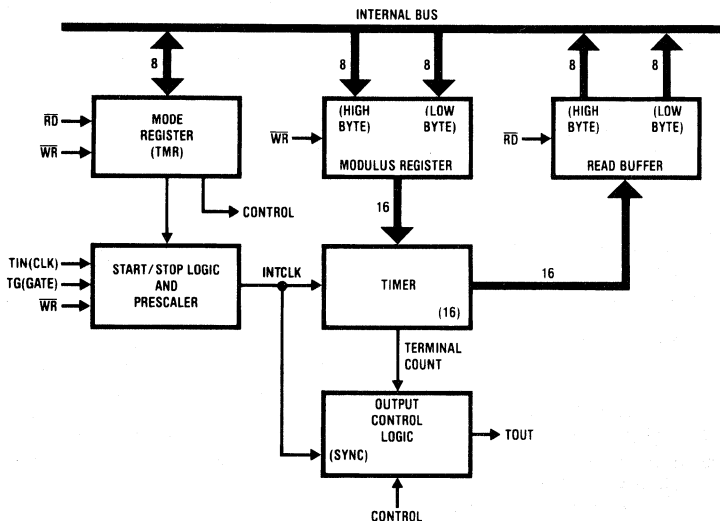 INTERNAL BUS
8
8
8
8
8
RD
WR
MODE
REGISTER
(TMR)
WR
(HIGH
BYTE)
(LOW
BYTE)
MODULUS REGISTER
RD
(HIGH
BYTE)
(LOW
BYTE)
READ BUFFER
CONTROL
16
TIN(CLK)
TG(GATE)
WR
START/STOP LOGIC
AND
PRESCALER
INTCLK
TIMER
(16)
16
TERMINAL
COUNT
OUTPUT
CONTROL
LOGIC
(SYNC)
TOUT
CONTROL